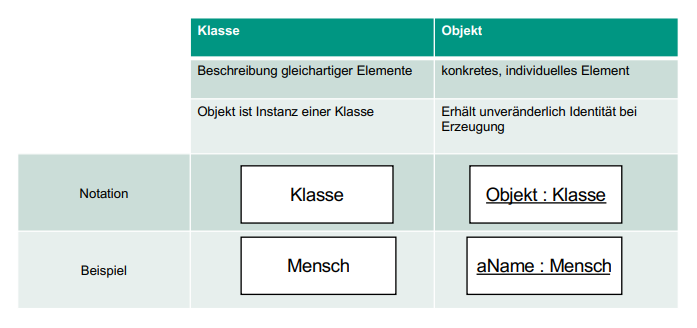 Klasse
Objekt
Beschreibung gleichartiger Elemente
konkretes, individuelles Element
Objekt ist Instanz einer Klasse
Erhält unveränderlich Identität bei
Erzeugung
Notation
Klasse
Objekt : Klasse
Beispiel
Mensch
aName : Mensch